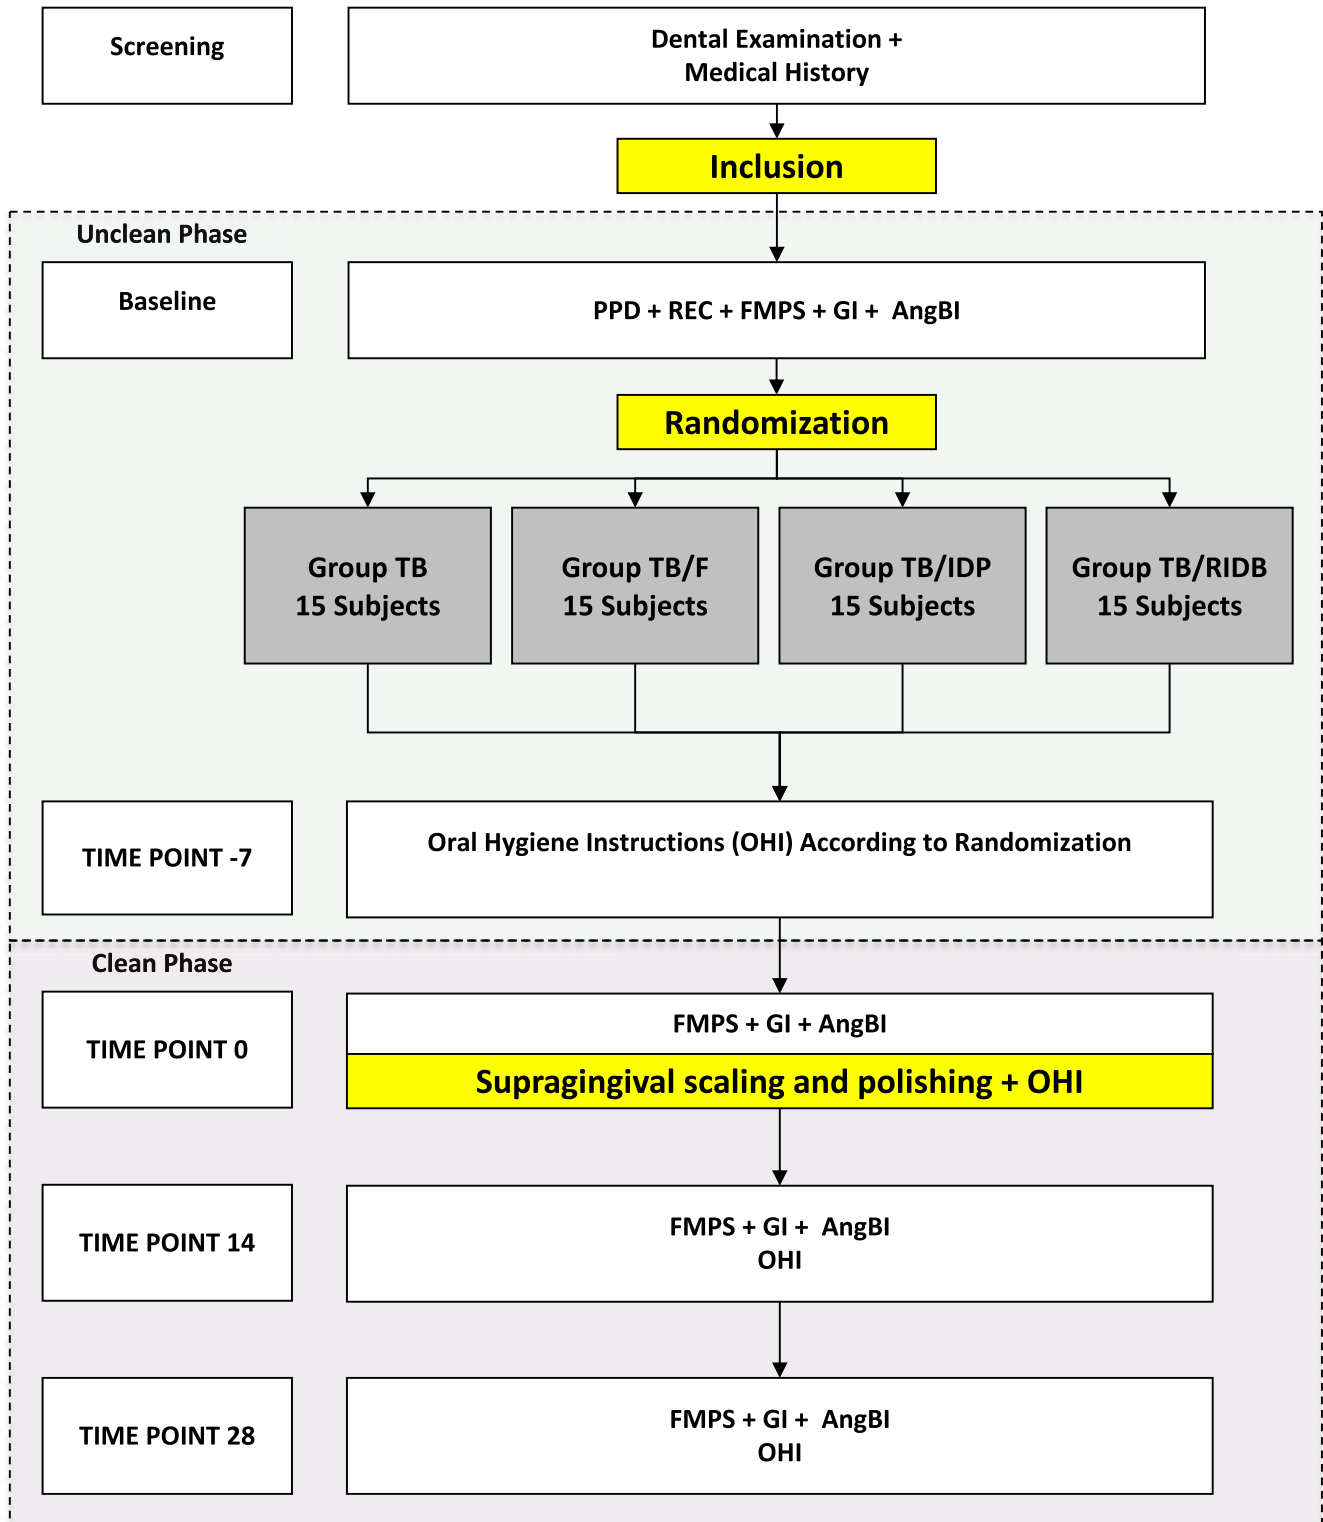 Screening
Dental Examination +
Medical History
Inclusion
Unclean Phase
Baseline
PPD + REC + FMPS + GI + AngBI
Randomization
Group TB
15 Subjects
Group TB/F
15 Subjects
Group TB/IDP
15 Subjects
Group TB/RIDB
15 Subjects
TIME POINT -7
Oral Hygiene Instructions (OHI) According to Randomization
Clean Phase
TIME POINT 0
FMPS + GI + AngBI
Supragingival scaling and polishing + OHI
TIME POINT 14
FMPS + GI + AngBI
OHI
TIME POINT 28
FMPS + GI + AngBI
OHI